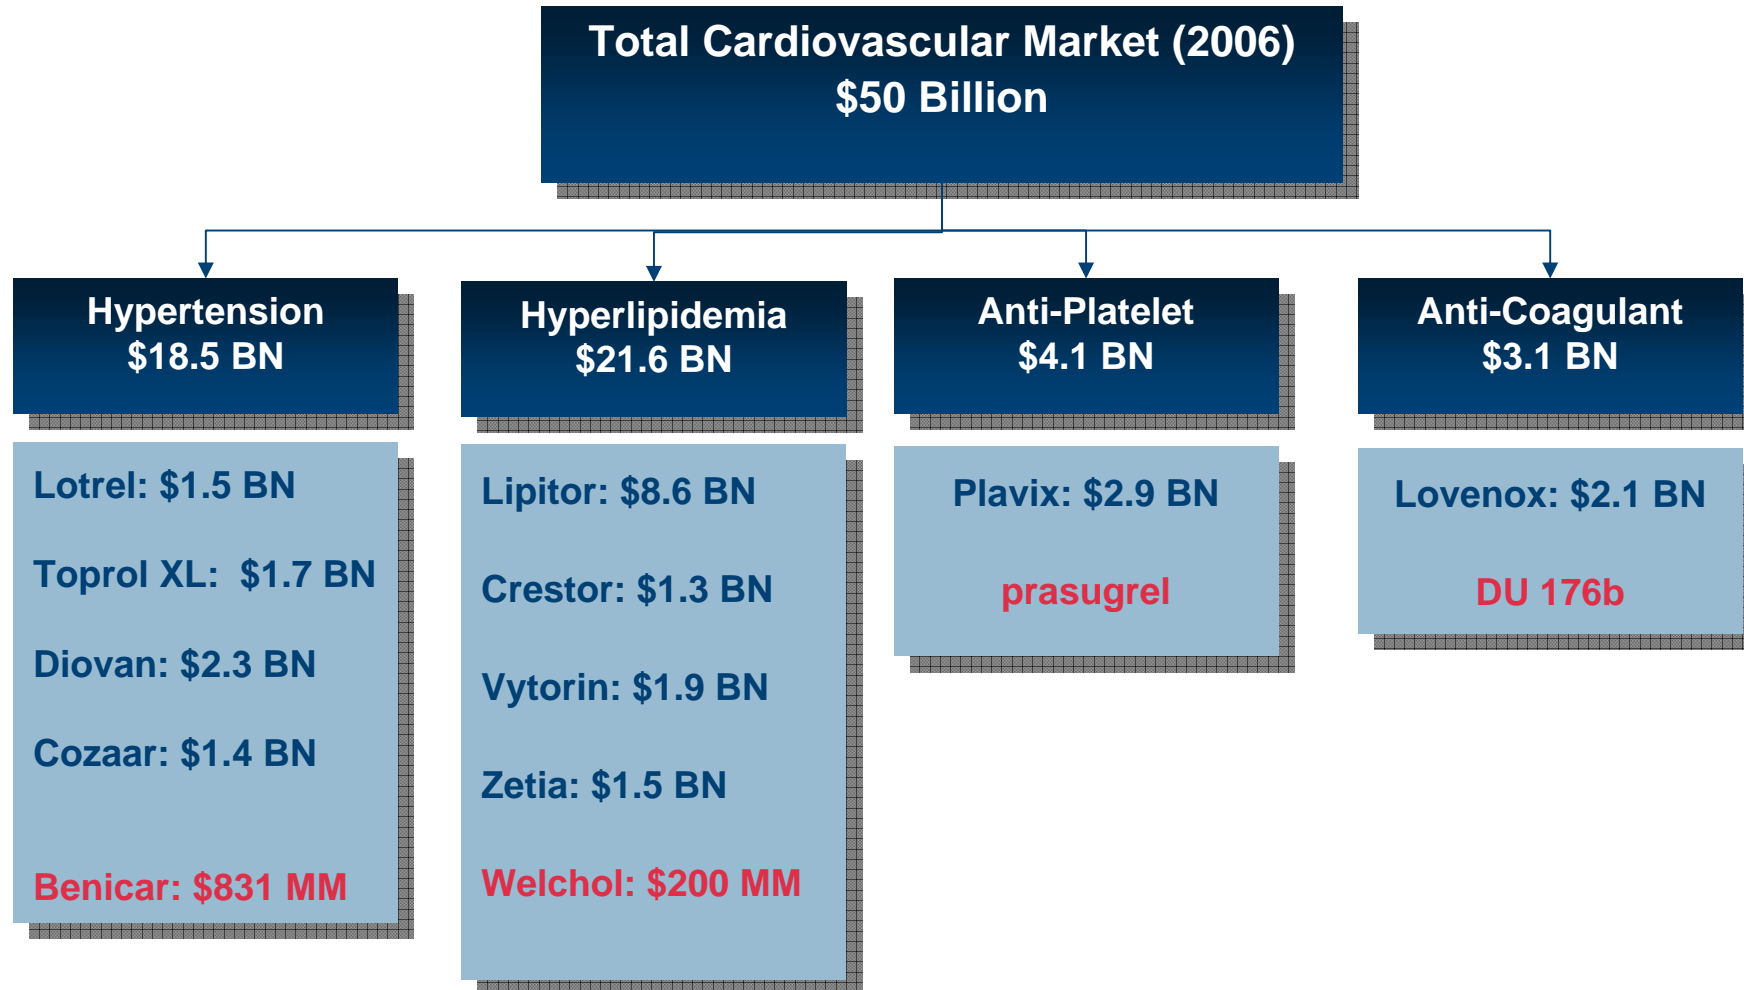 Total Cardiovascular Market (2006)
$50 Billion
Hypertension
$18.5 BN
Lotrel: $1.5 BN
Toprol XL:  $1.7 BN
Diovan: $2.3 BN
Cozaar: $1.4 BN
Benicar: $831 MM
Hyperlipidemia
$21.6 BN
Lipitor: $8.6 BN
Crestor: $1.3 BN
Vytorin: $1.9 BN
Zetia: $1.5 BN
Welchol: $200 MM
Anti-Platelet
$4.1 BN
Plavix: $2.9 BN
prasugrel
Anti-Coagulant
$3.1 BN
Lovenox: $2.1 BN
DU 176b